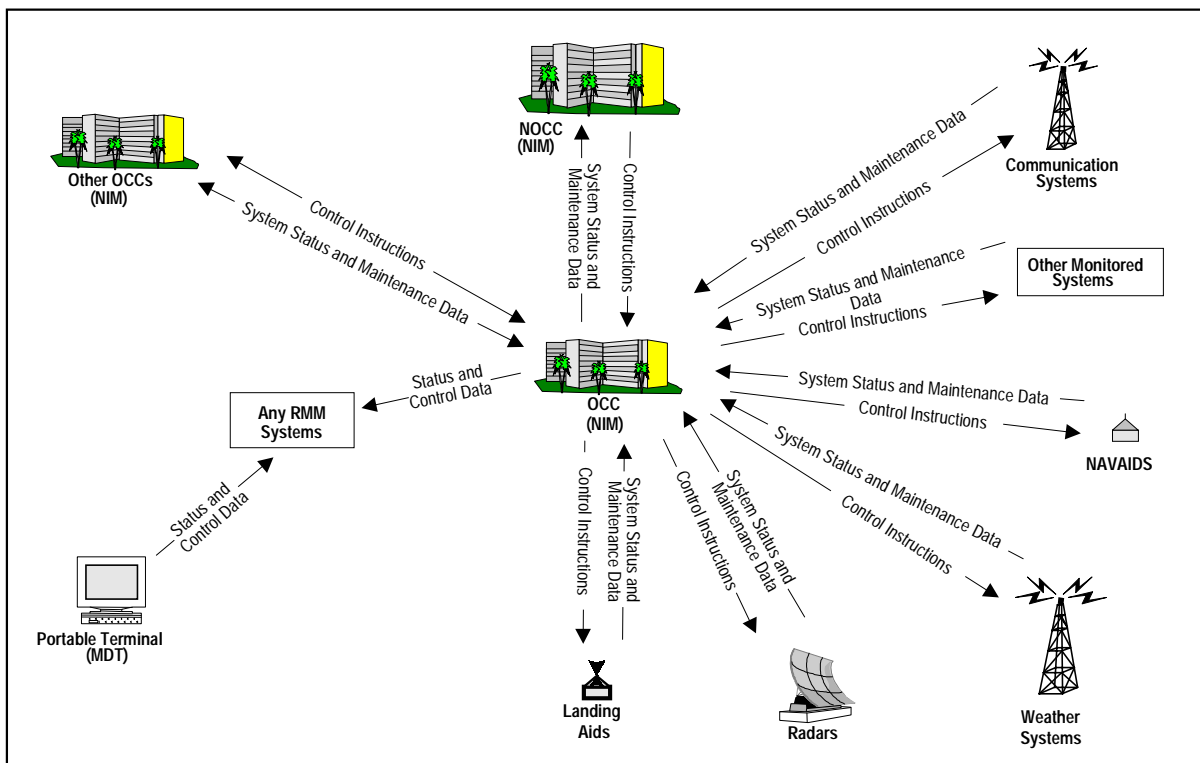 NOCC
(NIM)
Other OCCs
(NIM)
Communication
Systems
System Status and Maintenance Data
Control Instructions
System Status and
Maintenance Data
Control Instructions
Control Instructions
System Status and Maintenance Data
System Status and Maintenance
Data
Control Instructions
Other Monitored
Systems
OCC
(NIM)
Status and
Control Data
Any RMM
Systems
System Status and Maintenance Data
Control Instructions
NAVAIDS
System Status and Maintenance Data
Control Instructions
Status and
Control Data
Portable Terminal
(MDT)
Control Instructions
System Status and
Maintenance Data
Control Instructions
System Status and
Maintenance Data
Landing
Aids
Radars
Weather
Systems